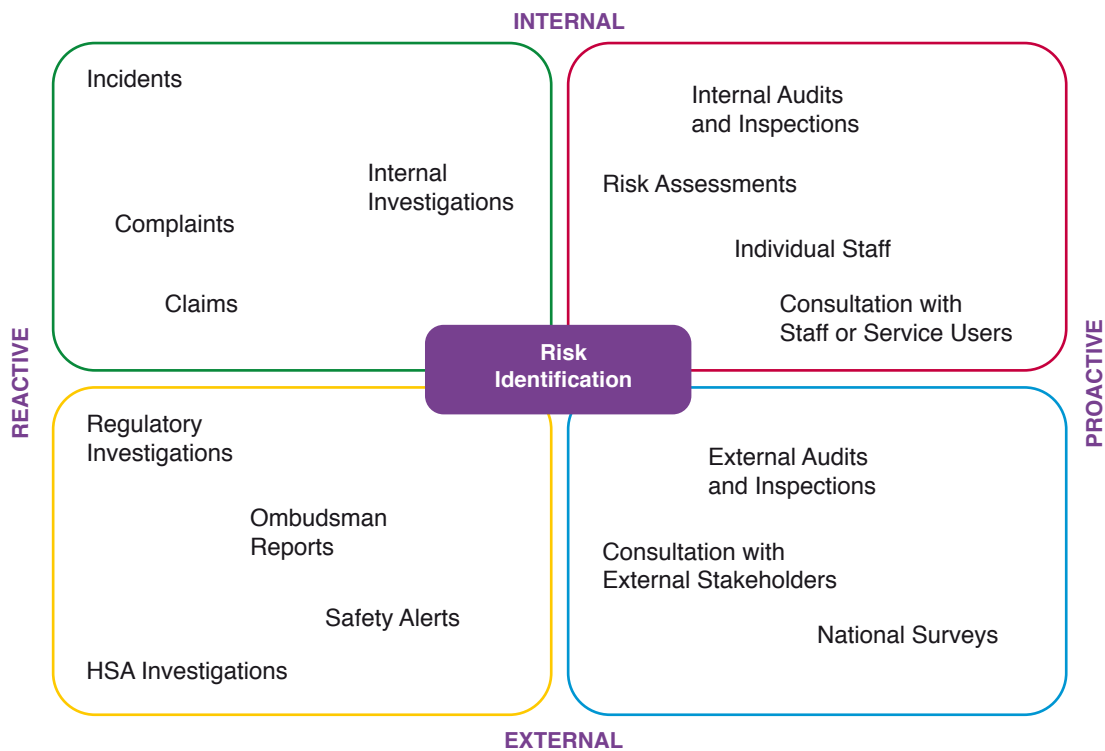 INTERNAL
Incidents
Internal
Investigations
Complaints
Claims
Internal Audits
and Inspections
Risk Assessments
Individual Staff
Consultation with
Staff or Service Users
REACTIVE
Risk
Identification
PROACTIVE
Regulatory
Investigations
Ombudsman
Reports
Safety Alerts
HSA Investigations
External Audits
and Inspections
Consultation with
External Stakeholders
National Surveys
EXTERNAL